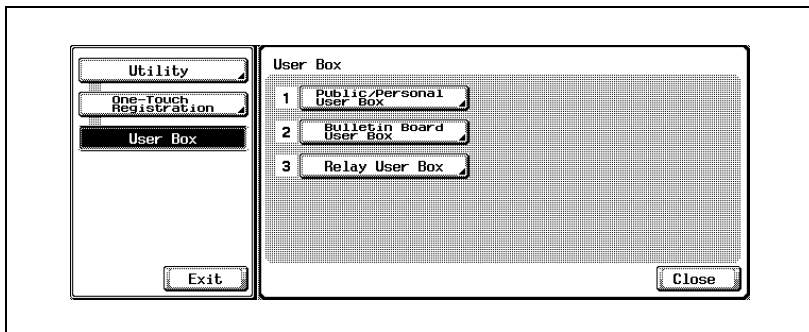 Utility
One-Touch
Registration
User Box
Exit
User Box
1 Public/Personal
User Box
2 Bulletin Board
User Box
3 Relay User Box
Close